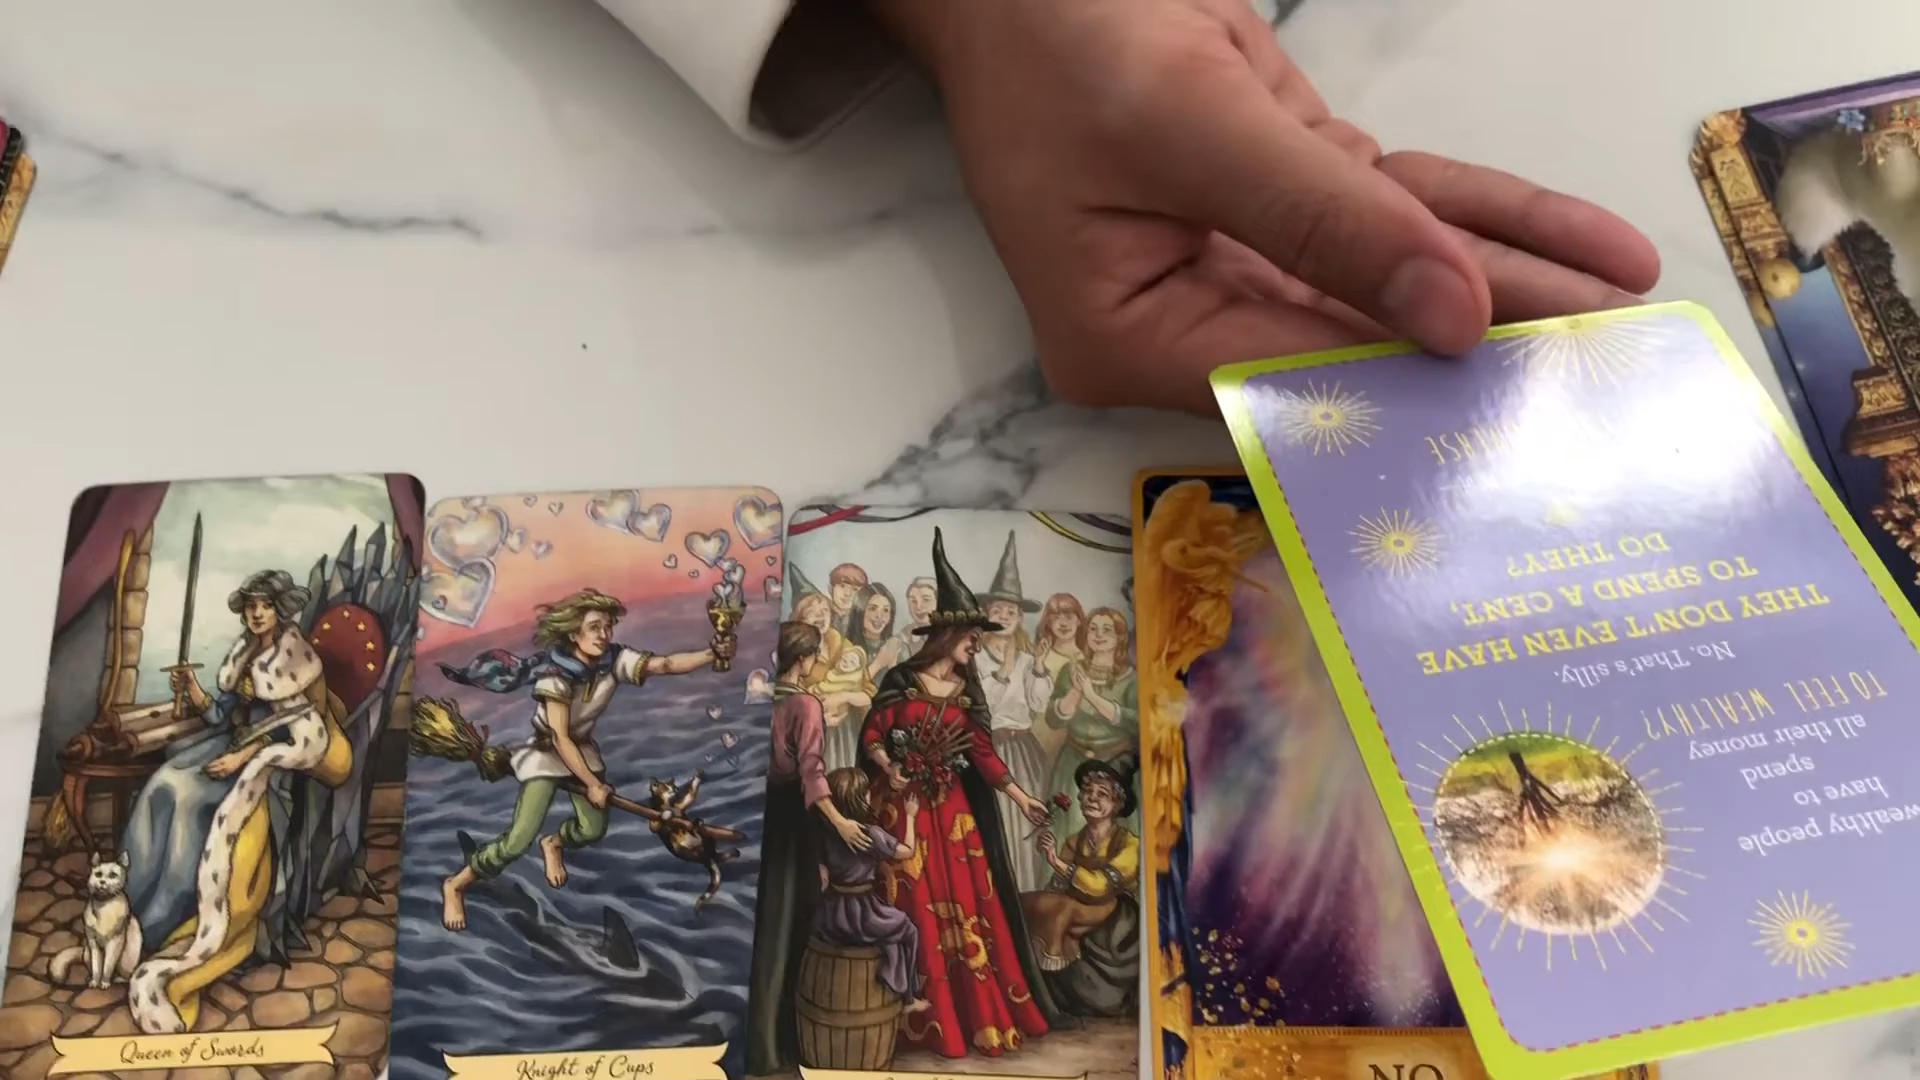 Queen of Swords
Knight of Cups
NO
wealthy people
have to
spend
all their money
TO FEEL WEALTHY?
No. That's silly.
THEY DON'T EVEN HAVE
TO SPEND A CENT,
DO THEY?